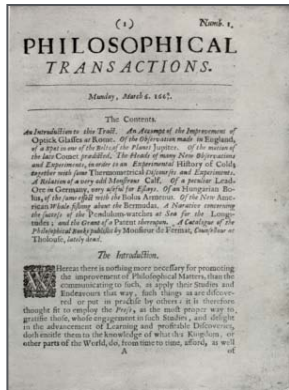 ( 1 ) Numb. 1.
PHILOSOPHICAL
TRANSACTIONS.
Munday, March 6. 166
The Contents.
An Introduction to this Tract. An Accompt of the Improvement of
Optick Glasses at Rome. Of the Observation made in England,
of a Spot in one of the Belts of the Planet Jupiter. Of the motion of
the late Comet prædicted. The Heads of many New Observations
and Experiments, in order to an Experimental History of Cold;
together with some Thermometrical Discourses and Experiments.
A Relation of a very odd Monstrous Calf. Of a peculiar Lead-
Ore in Germany, very useful for Essays. Of an Hungarian Bo-
lus, of the same effect with the Bolus Armenus. Of the New Ame-
rican Whale fishing about the Bermudas. A Narative concerning
the success of the Pendulum-watches at Sea for the Longi-
tudes; and the Grant of a Patent thereupon. A Catalogue of the
Philosophical Books publisht by Monsieur de Fermat, Counsellour at
Tholouse, lately dead.
The Introduction.
WHereas there is nothing more necessary for promoting
the improvement of Philosophical Matters, than the
communicating to such, as apply their Studies and
Endeavours that way, such things as are discove-
red or put in practise by others; it is therefore
thought fit to employ the Press, as the most proper way to
gratifie those, whose engagement in such Studies, and delight
in the advancement of Learning and profitable Discoveries,
doth entitle them to the knowledge of what this Kingdom, or
other parts of the World, do, from time to time, afford, as well
A of